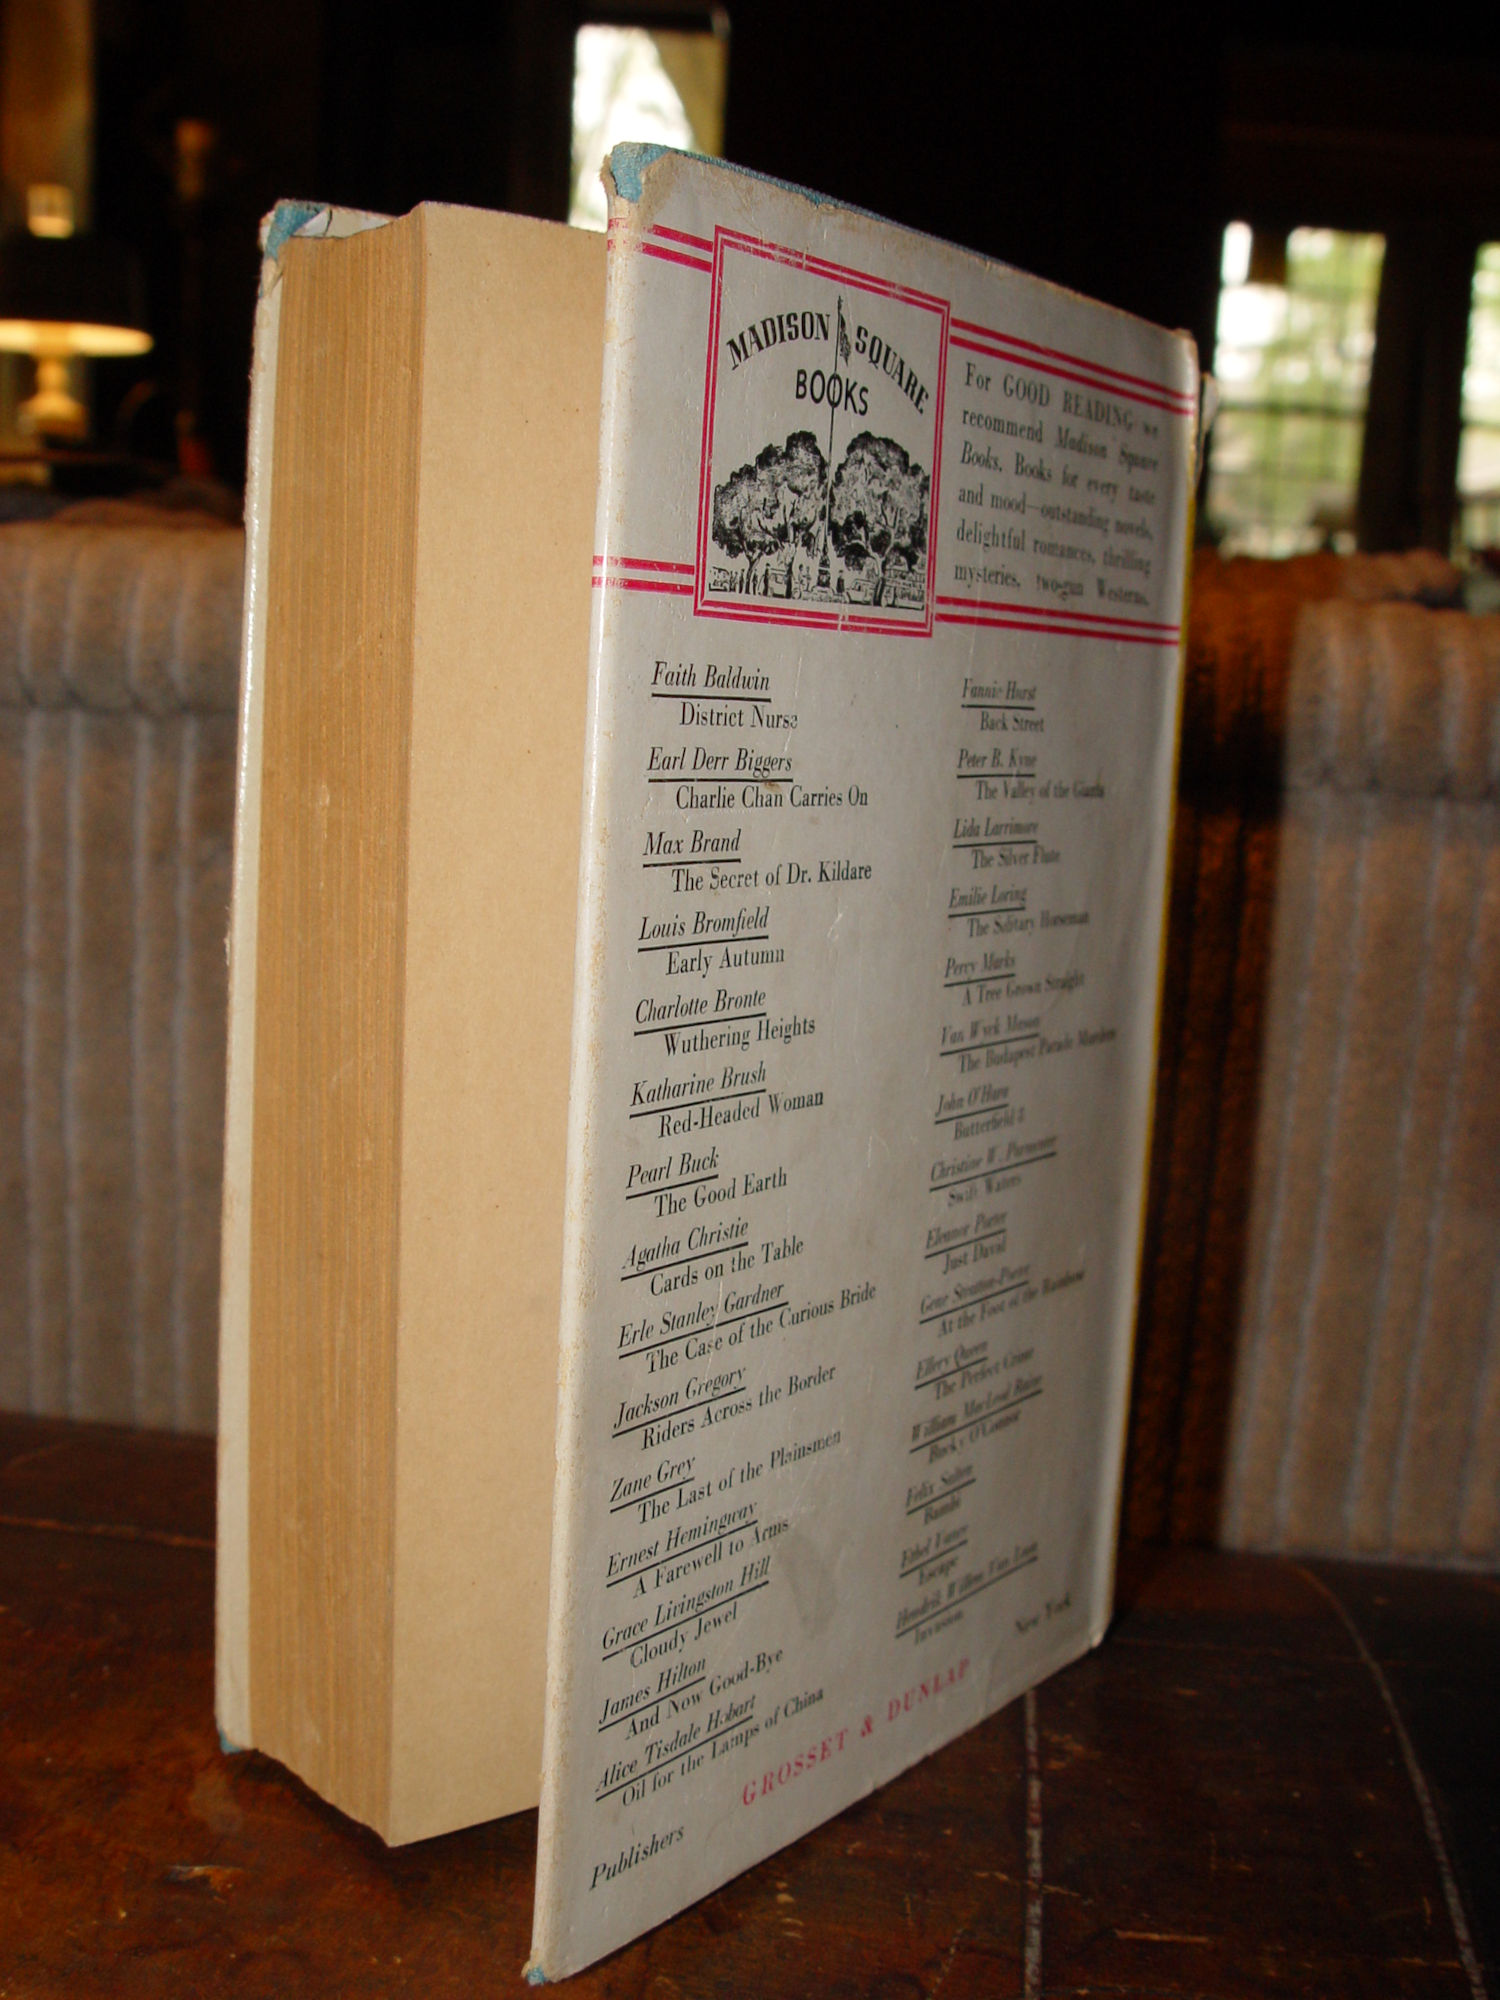 MADISON SQUARE
BOOKS
For GOOD READING we
recommend Madison Square
Books. Books for every taste
and mood—outstanding novels,
delightful romances, thrilling
mysteries, two-gun Westerns.
Faith Baldwin
District Nurse
Earl Derr Biggers
Charlie Chan Carries On
Max Brand
The Secret of Dr. Kildare
Louis Bromfield
Early Autumn
Charlotte Bronte
Wuthering Heights
Katharine Brush
Red-Headed Woman
Pearl Buck
The Good Earth
Agatha Christie
Cards on the Table
Erle Stanley Gardner
The Case of the Curious Bride
Jackson Gregory
Riders Across the Border
Zane Grey
The Last of the Plainsmen
Ernest Hemingway
A Farewell to Arms
Grace Livingston Hill
Cloudy Jewel
James Hilton
And Now Good-Bye
Alice Tisdale Hobart
Oil for the Lamps of China
Fannie Hurst
Back Street
Peter B. Kyne
The Valley of the Giants
Lida Larrimore
The Silver Flute
Emilie Loring
The Solitary Horseman
Percy Marks
A Tree Grown Straight
Van Wyck Mason
The Budapest Parade Murders
John O'Hara
Butterfield 8
Christine W. Parmenter
Swift Waters
Eleanor Porter
Just David
Gene Stratton-Porter
At the Foot of the Rainbow
Ellery Queen
The Perfect Crime
William MacLeod Raine
Bucky O'Connor
Felix Salten
Bambi
Ethel Vance
Escape
Hendrik Willem Van Loon
Invasion
Publishers GROSSET & DUNLAP New York